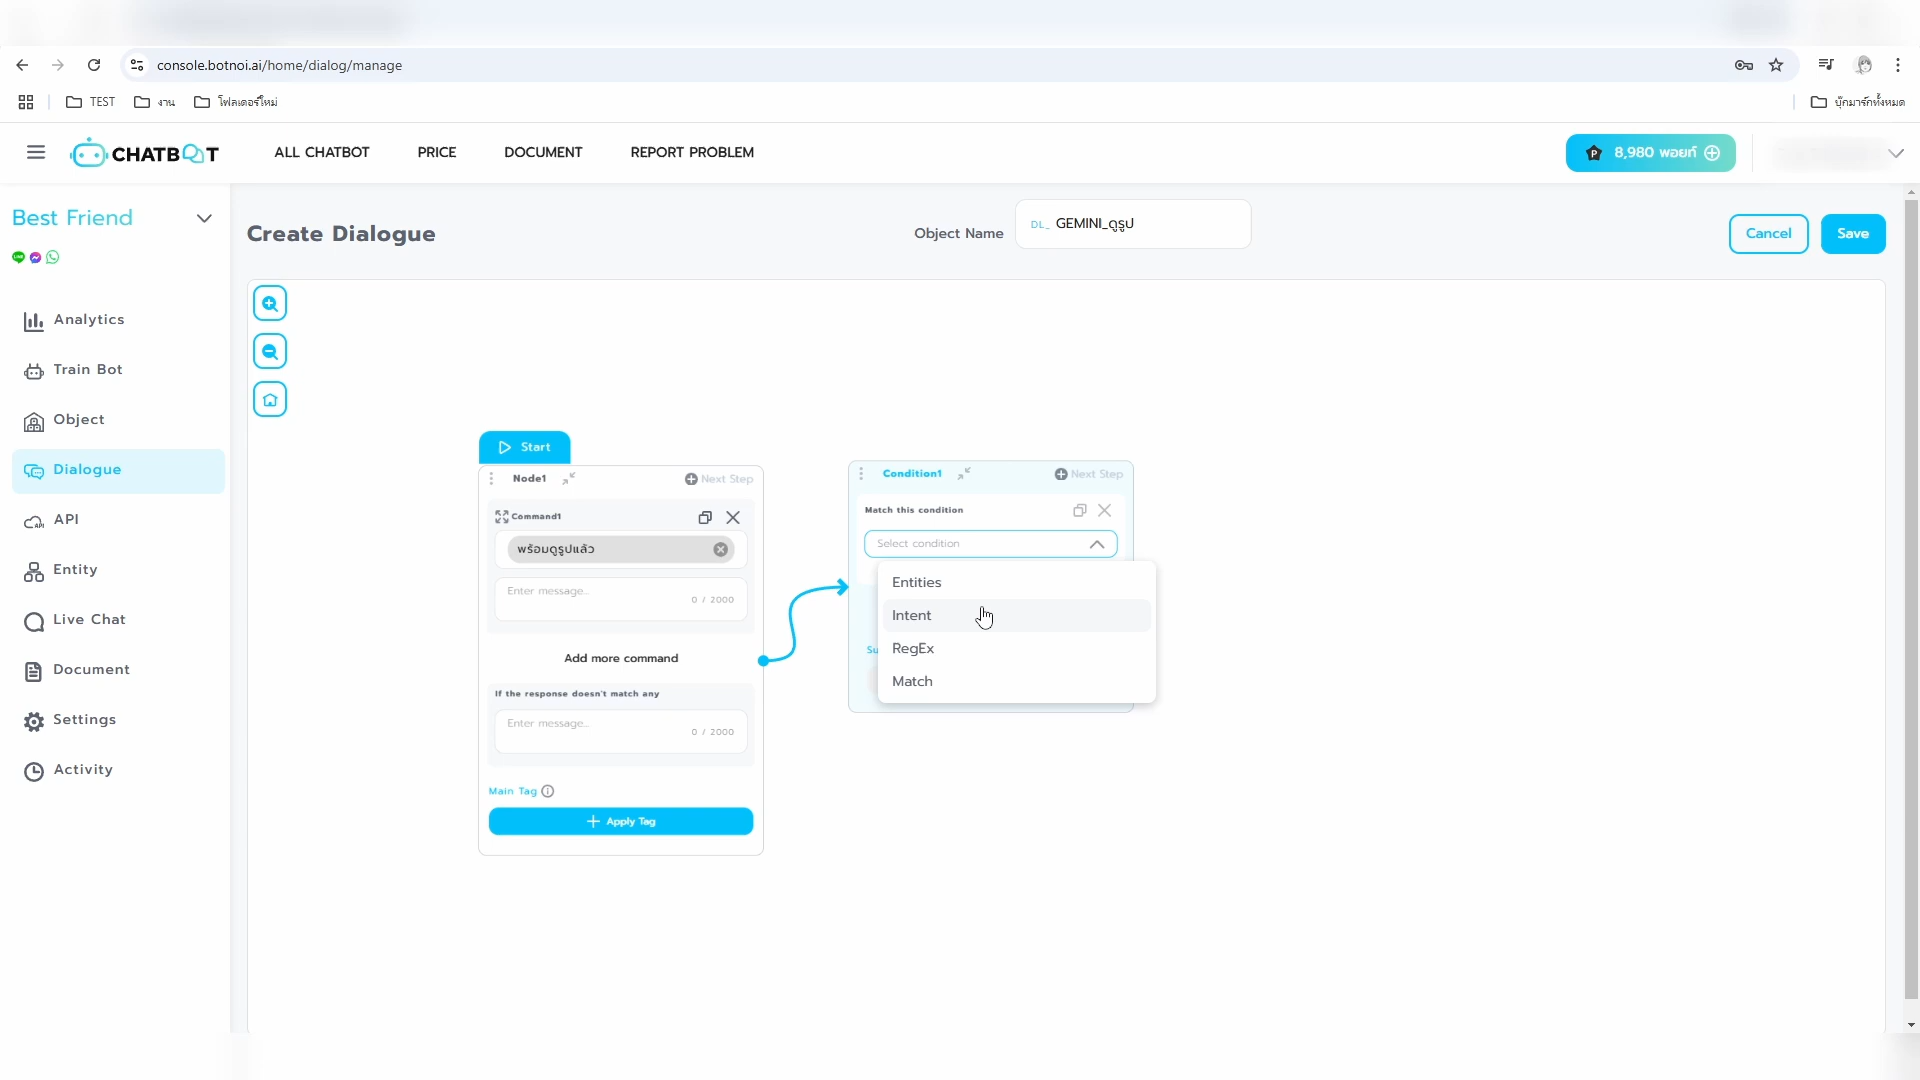 console.botnoi.ai/home/dialog/manage
TEST
งาน
โฟลเดอร์ใหม่
บุ๊กมาร์กทั้งหมด
CHATBOT
ALL CHATBOT
PRICE
DOCUMENT
REPORT PROBLEM
8,980 พอยท์
Best Friend
Create Dialogue
Object Name
DL_ GEMINI_ดูรูป
Cancel
Save
Analytics
Train Bot
Object
Dialogue
API
Entity
Live Chat
Document
Settings
Activity
Start
Node1
Next Step
Command1
พร้อมดูรูปแล้ว
Enter message...
0 / 2000
Add more command
If the response doesn't match any
Enter message...
0 / 2000
Main Tag
Apply Tag
Condition1
Next Step
Match this condition
Select condition
Entities
Intent
RegEx
Match
Su